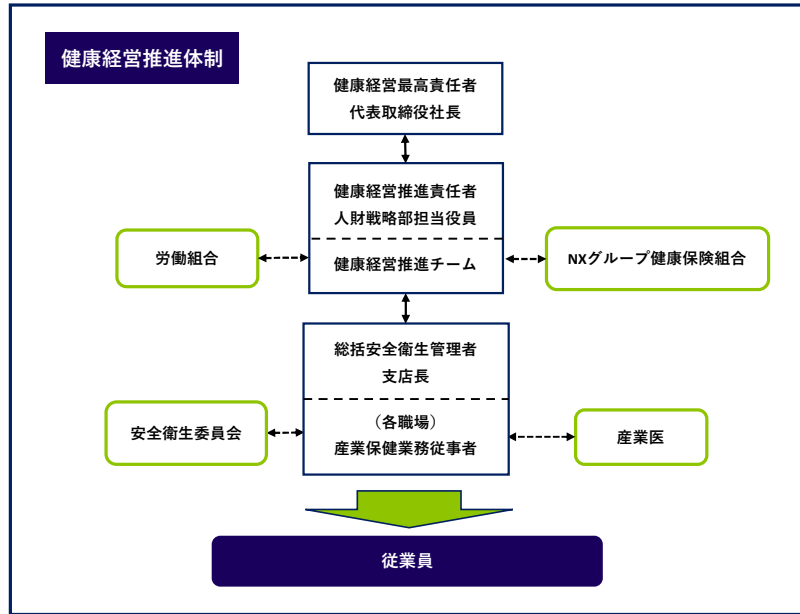 健康経営推進体制
健康経営最高責任者
代表取締役社長
健康経営推進責任者
人財戦略部担当役員
労働組合
健康経営推進チーム
NXグループ健康保険組合
総括安全衛生管理者
支店長
安全衛生委員会
（各職場）
産業保健業務従事者
産業医
従業員